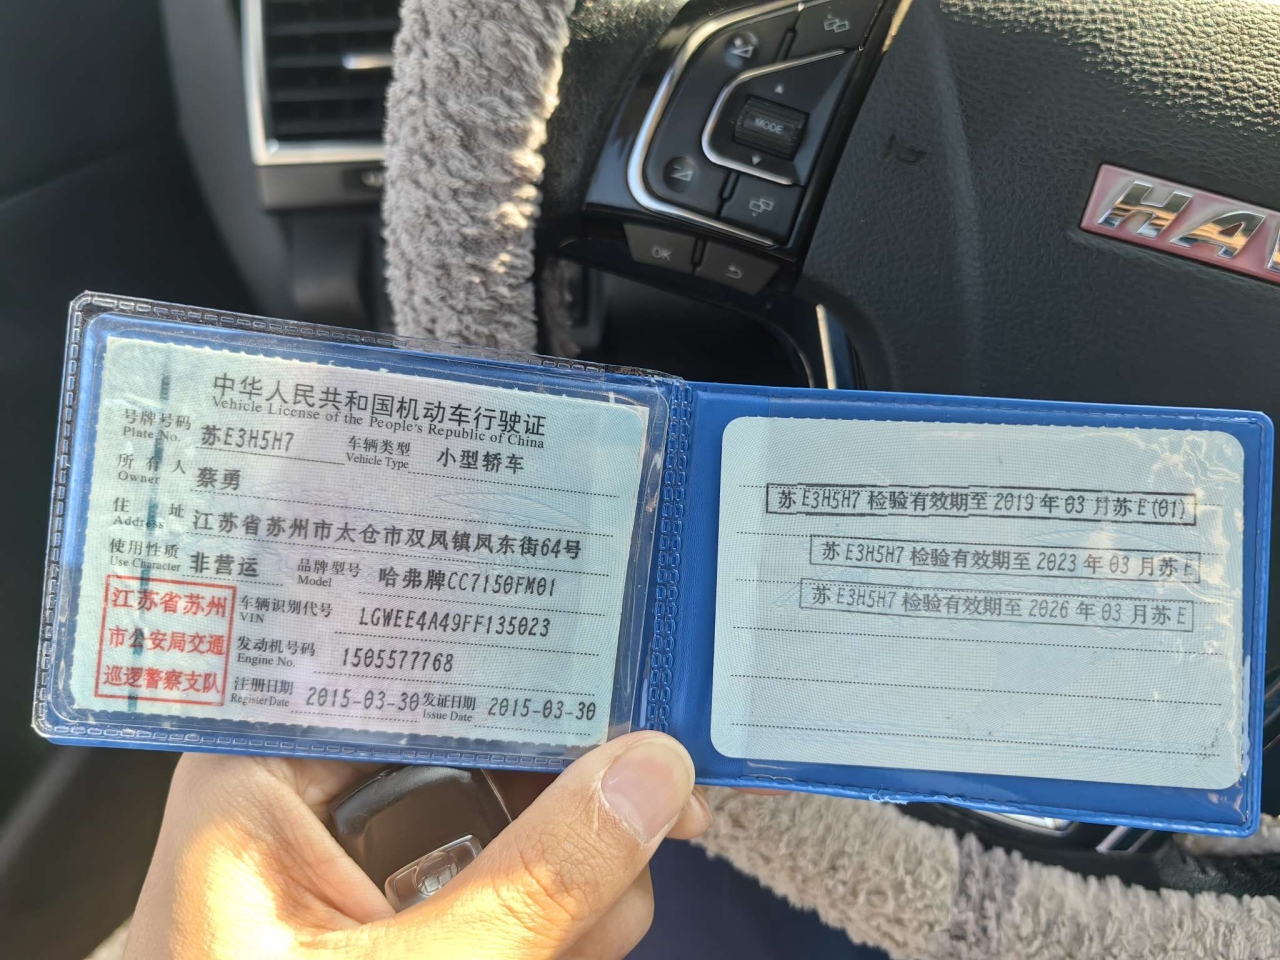 MODE
OK
HA
中华人民共和国机动车行驶证
Vehicle License of the People's Republic of China
号牌号码 苏E3H5H7 车辆类型 小型轿车
Plate No. Vehicle Type
所有人 蔡勇
Owner
住址 江苏省苏州市太仓市双凤镇凤东街64号
Address
使用性质 非营运 品牌型号 哈弗牌CC7150FM01
Use Character Model
江苏省苏州
市公安局交通
巡逻警察支队
车辆识别代号 LGWEE4A49FF135023
VIN
发动机号码 1505577768
Engine No.
注册日期 2015-03-30 发证日期 2015-03-30
Register Date Issue Date
苏E3H5H7 检验有效期至 2019 年 03 月苏E(01)
苏E3H5H7 检验有效期至 2023 年 03 月苏E
苏E3H5H7 检验有效期至 2026 年 03 月苏E